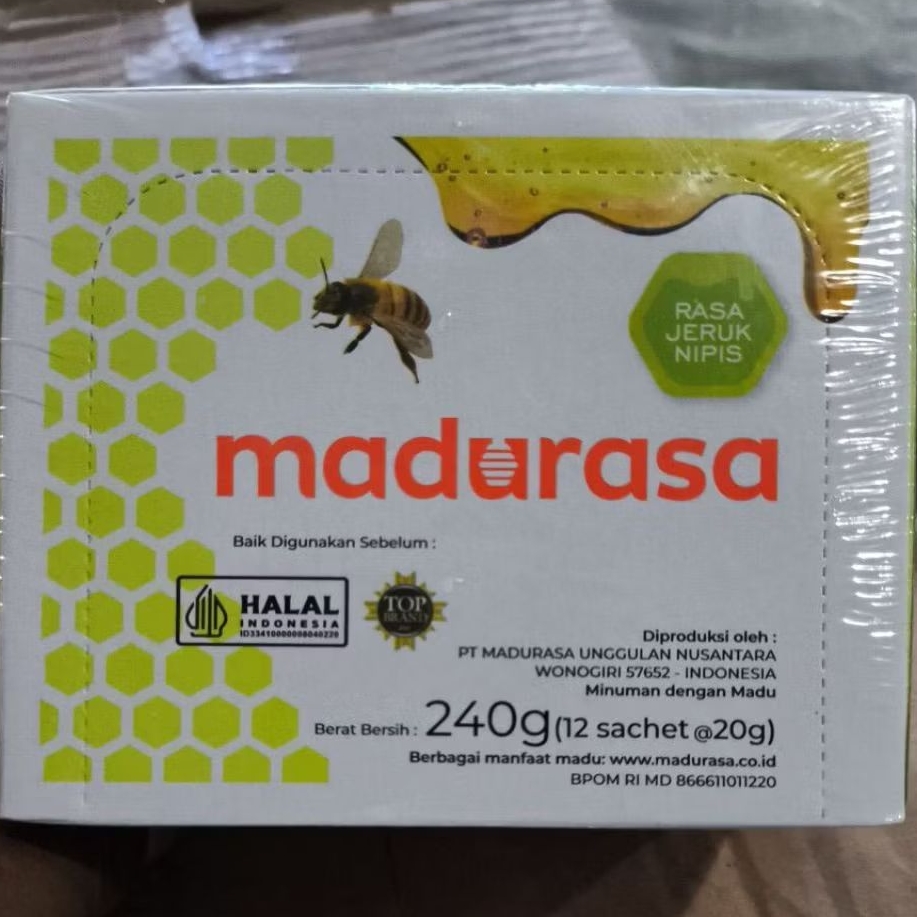 RASA
JERUK
NIPIS
madurasa
Baik Digunakan Sebelum :
HALAL
INDONESIA
ID33410000008040220
TOP
BRAND
Diproduksi oleh :
PT MADURASA UNGGULAN NUSANTARA
WONOGIRI 57652 - INDONESIA
Minuman dengan Madu
Berat Bersih : 240g (12 sachet @20g)
Berbagai manfaat madu: www.madurasa.co.id
BPOM RI MD 866611011220